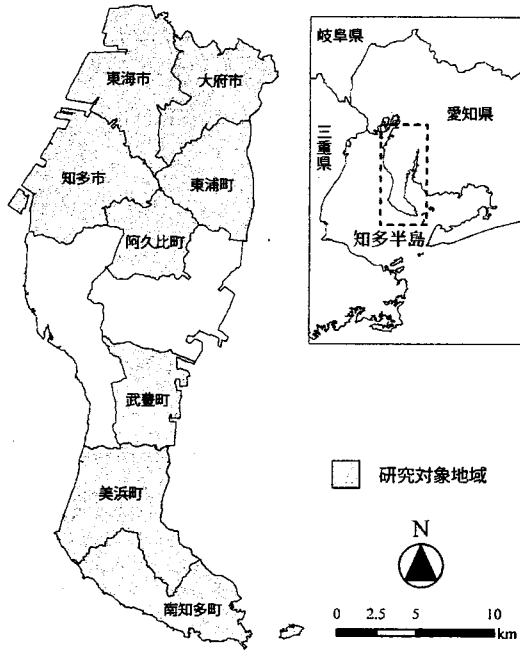 東海市
大府市
知多市
東浦町
阿久比町
武豊町
美浜町
南知多町
岐阜県
愛知県
三重県
知多半島
研究対象地域
N
0 2.5 5 10
km